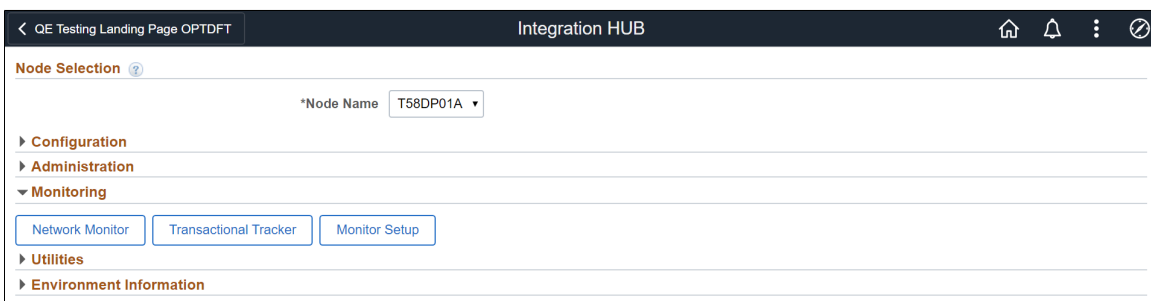 QE Testing Landing Page OPTDFT
Integration HUB
Node Selection ?
*Node Name T58DP01A
Configuration
Administration
Monitoring
Network Monitor Transactional Tracker Monitor Setup
Utilities
Environment Information